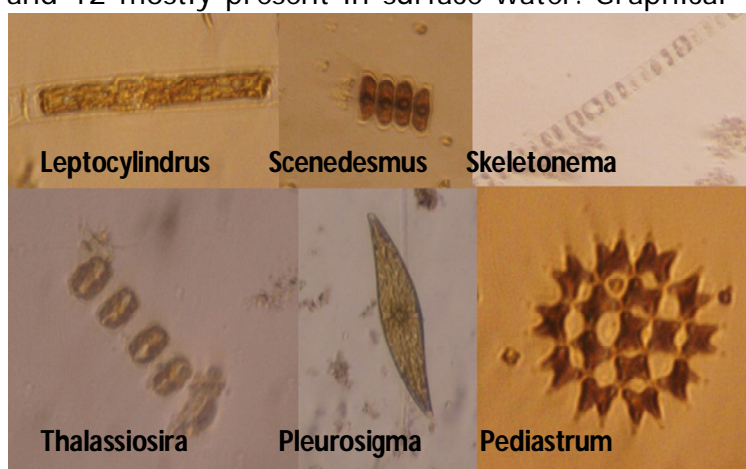 and 12 mostly present in surface water. Graphical
Leptocylindrus Scenedesmus Skeletonema
Thalassiosira Pleurosigma Pediastrum